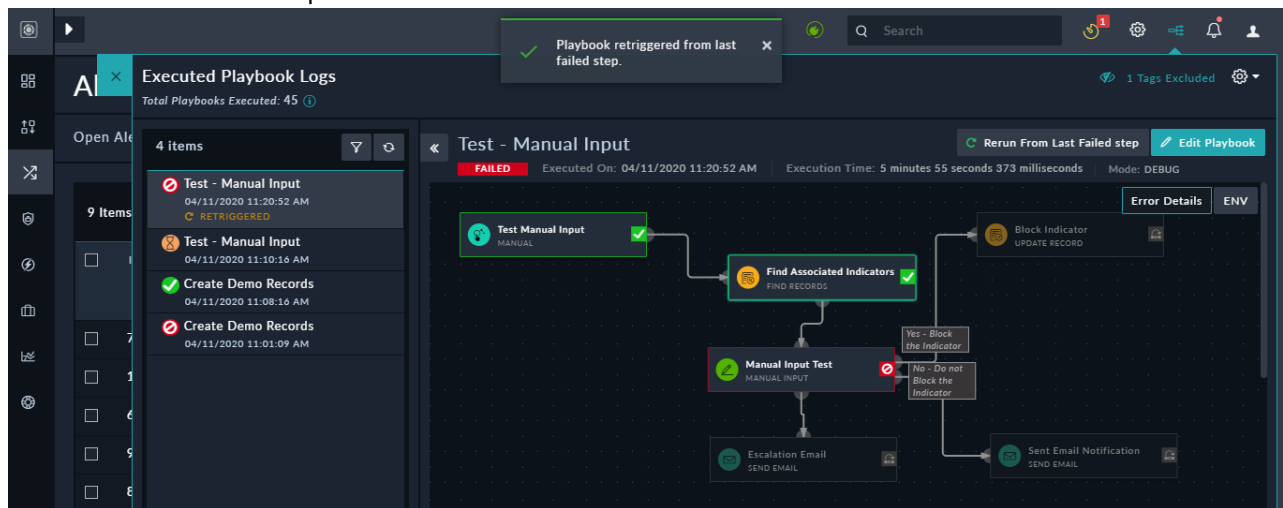 Search
1
Playbook retriggered from last
failed step.
Al
Executed Playbook Logs
Total Playbooks Executed: 45
1 Tags Excluded
Open Ale
4 items
Test - Manual Input
Rerun From Last Failed step
Edit Playbook
FAILED
Executed On: 04/11/2020 11:20:52 AM
Execution Time: 5 minutes 55 seconds 373 milliseconds
Mode: DEBUG
9 Items
Test - Manual Input
04/11/2020 11:20:52 AM
RETRIGGERED
Test - Manual Input
04/11/2020 11:10:16 AM
Create Demo Records
04/11/2020 11:08:16 AM
Create Demo Records
04/11/2020 11:01:09 AM
7
1
6
9
8
Error Details
ENV
Test Manual Input
MANUAL
Block Indicator
UPDATE RECORD
Find Associated Indicators
FIND RECORDS
Yes - Block
the Indicator
Manual Input Test
MANUAL INPUT
No - Do not
Block the
Indicator
Escalation Email
SEND EMAIL
Sent Email Notification
SEND EMAIL